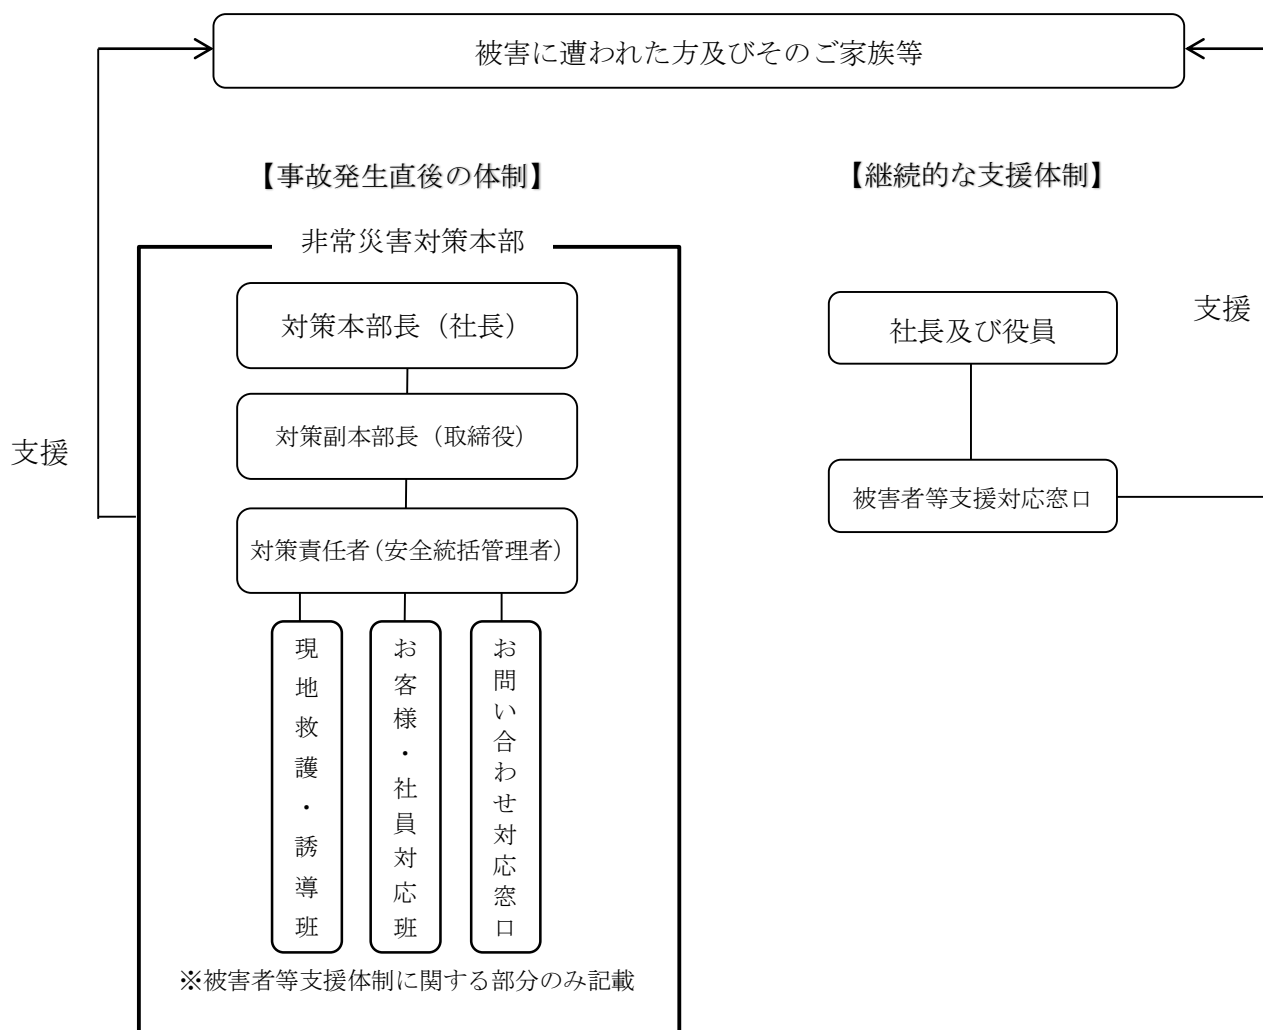 被害に遭われた方及びそのご家族等
【事故発生直後の体制】
非常災害対策本部
対策本部長（社長）
対策副本部長（取締役）
対策責任者（安全統括管理者）
現地救護・誘導班
お客様・社員対応班
お問い合わせ対応窓口
※被害者等支援体制に関する部分のみ記載
支援
【継続的な支援体制】
社長及び役員
被害者等支援対応窓口
支援